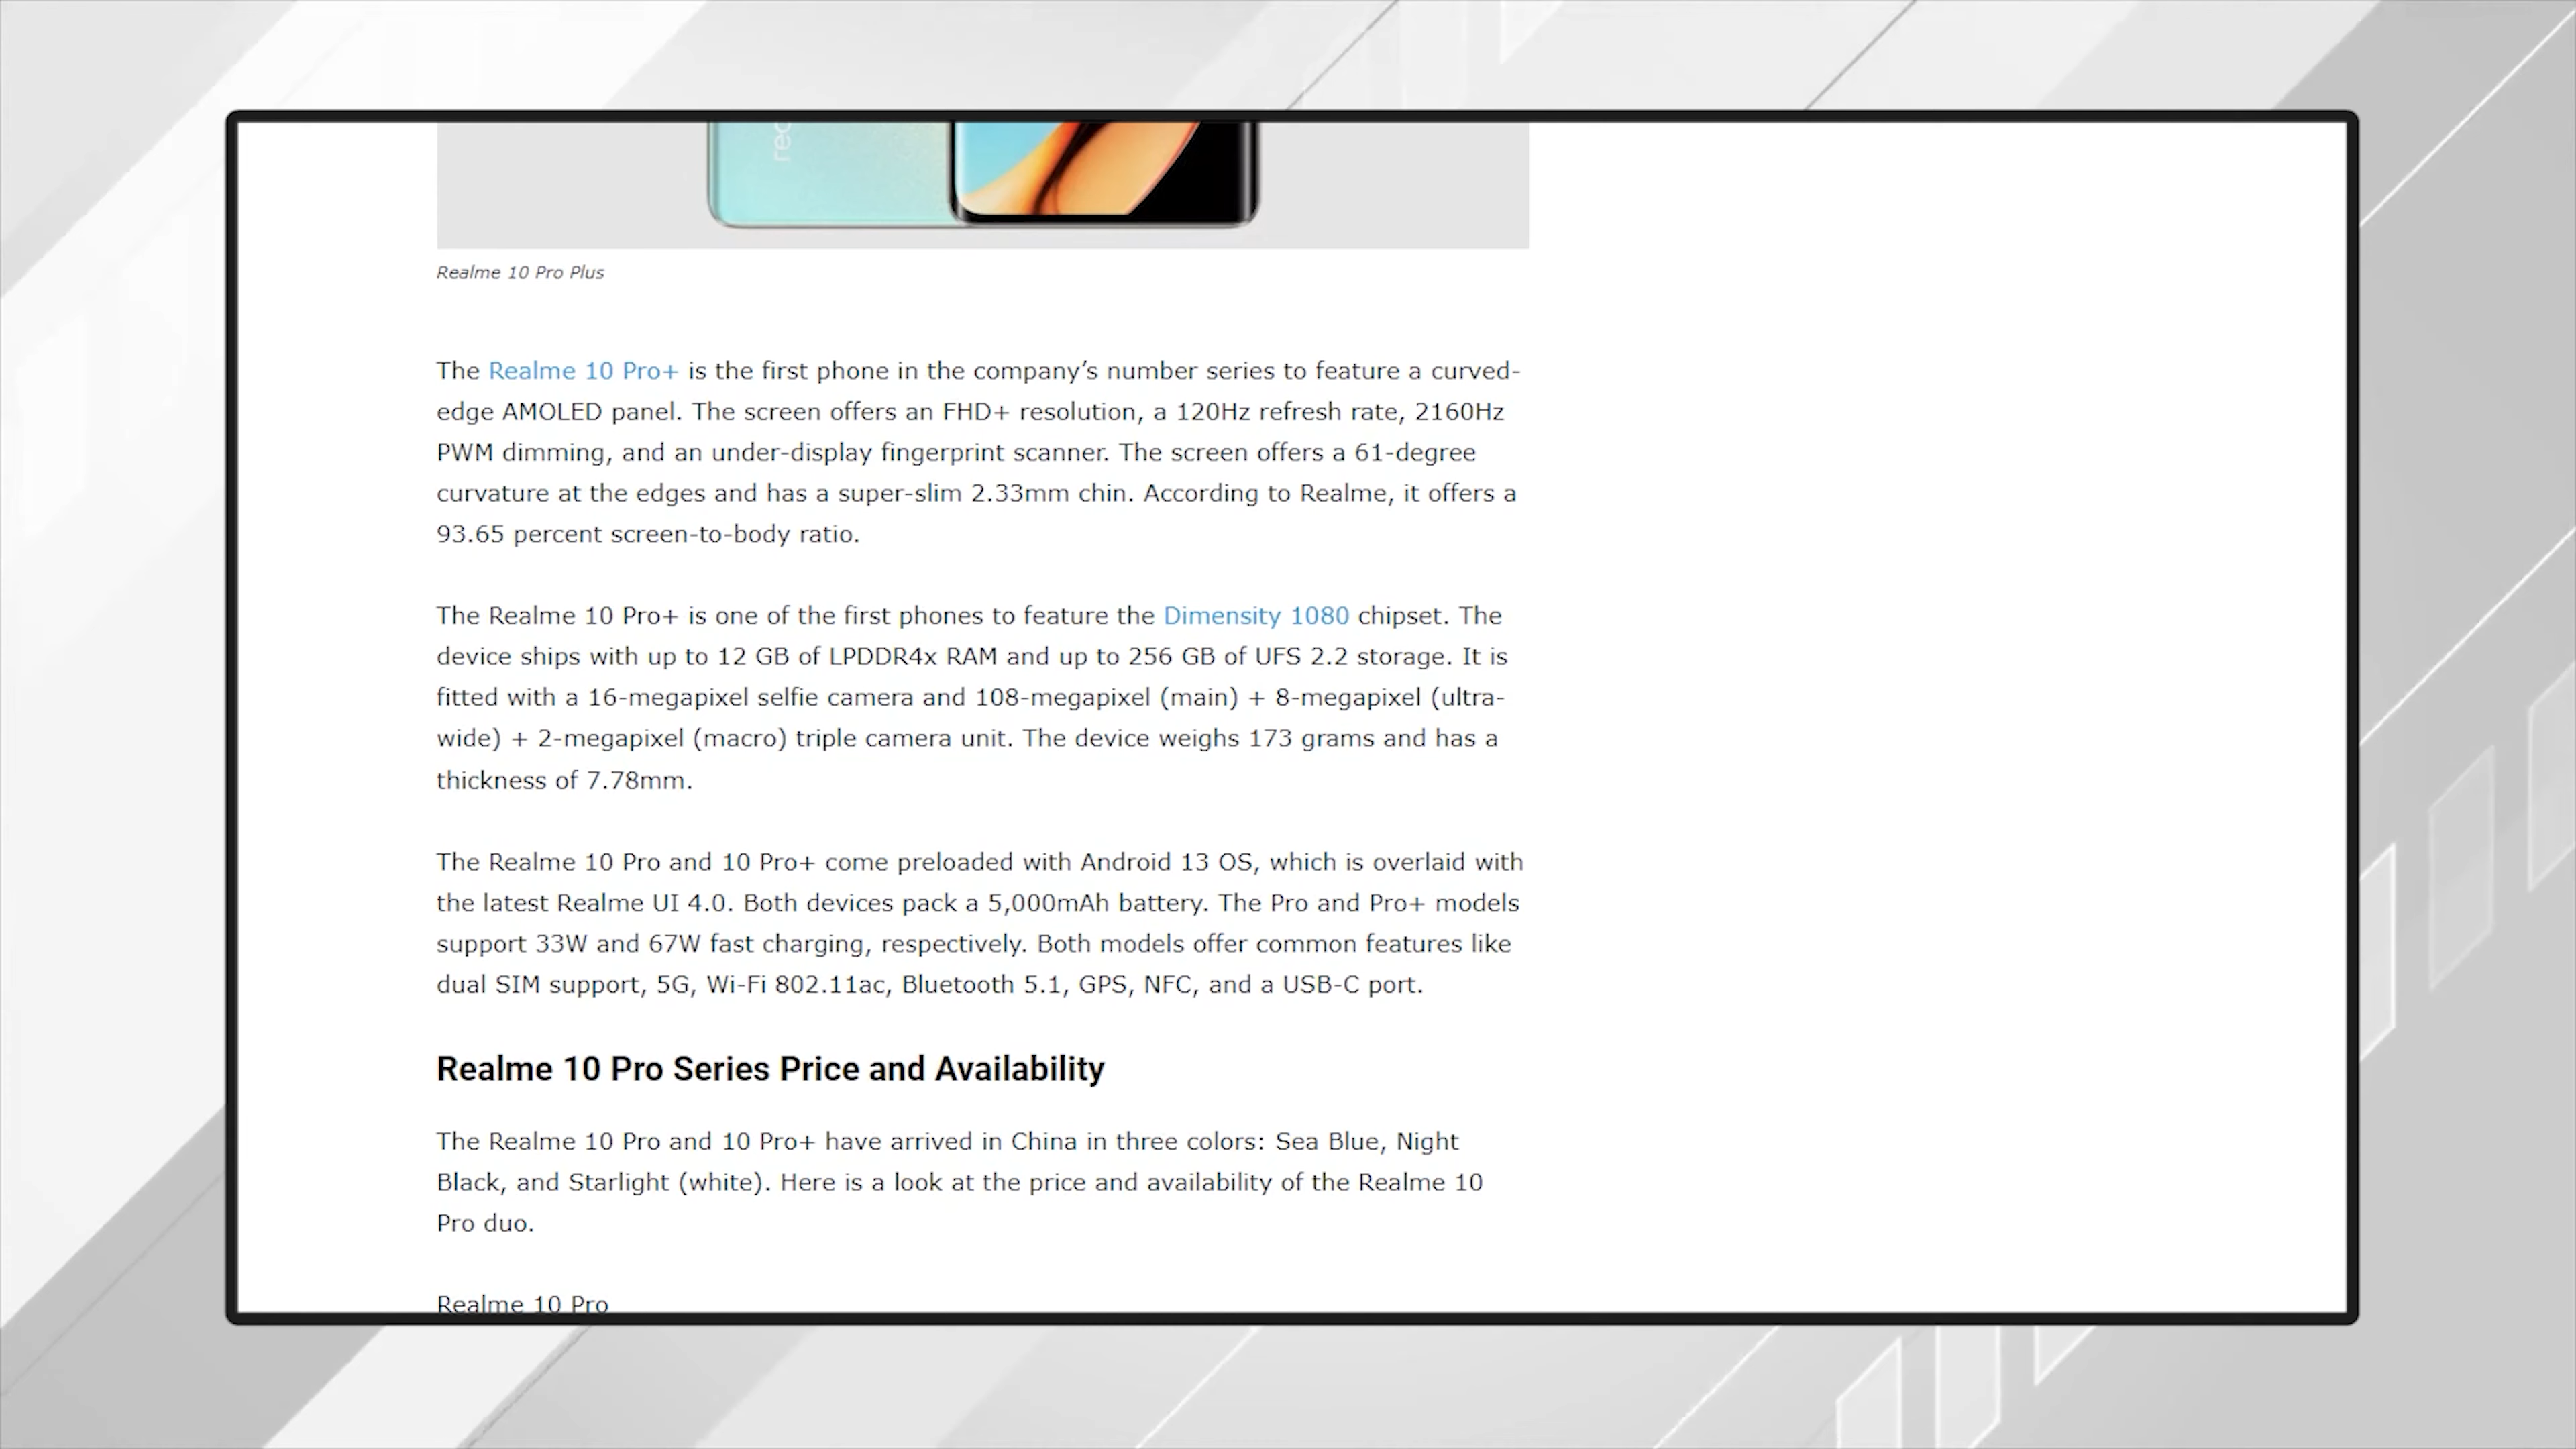 Realme 10 Pro Plus
The Realme 10 Pro+ is the first phone in the company’s number series to feature a curved-
edge AMOLED panel. The screen offers an FHD+ resolution, a 120Hz refresh rate, 2160Hz
PWM dimming, and an under-display fingerprint scanner. The screen offers a 61-degree
curvature at the edges and has a super-slim 2.33mm chin. According to Realme, it offers a
93.65 percent screen-to-body ratio.
The Realme 10 Pro+ is one of the first phones to feature the Dimensity 1080 chipset. The
device ships with up to 12 GB of LPDDR4x RAM and up to 256 GB of UFS 2.2 storage. It is
fitted with a 16-megapixel selfie camera and 108-megapixel (main) + 8-megapixel (ultra-
wide) + 2-megapixel (macro) triple camera unit. The device weighs 173 grams and has a
thickness of 7.78mm.
The Realme 10 Pro and 10 Pro+ come preloaded with Android 13 OS, which is overlaid with
the latest Realme UI 4.0. Both devices pack a 5,000mAh battery. The Pro and Pro+ models
support 33W and 67W fast charging, respectively. Both models offer common features like
dual SIM support, 5G, Wi-Fi 802.11ac, Bluetooth 5.1, GPS, NFC, and a USB-C port.
Realme 10 Pro Series Price and Availability
The Realme 10 Pro and 10 Pro+ have arrived in China in three colors: Sea Blue, Night
Black, and Starlight (white). Here is a look at the price and availability of the Realme 10
Pro duo.
Realme 10 Pro